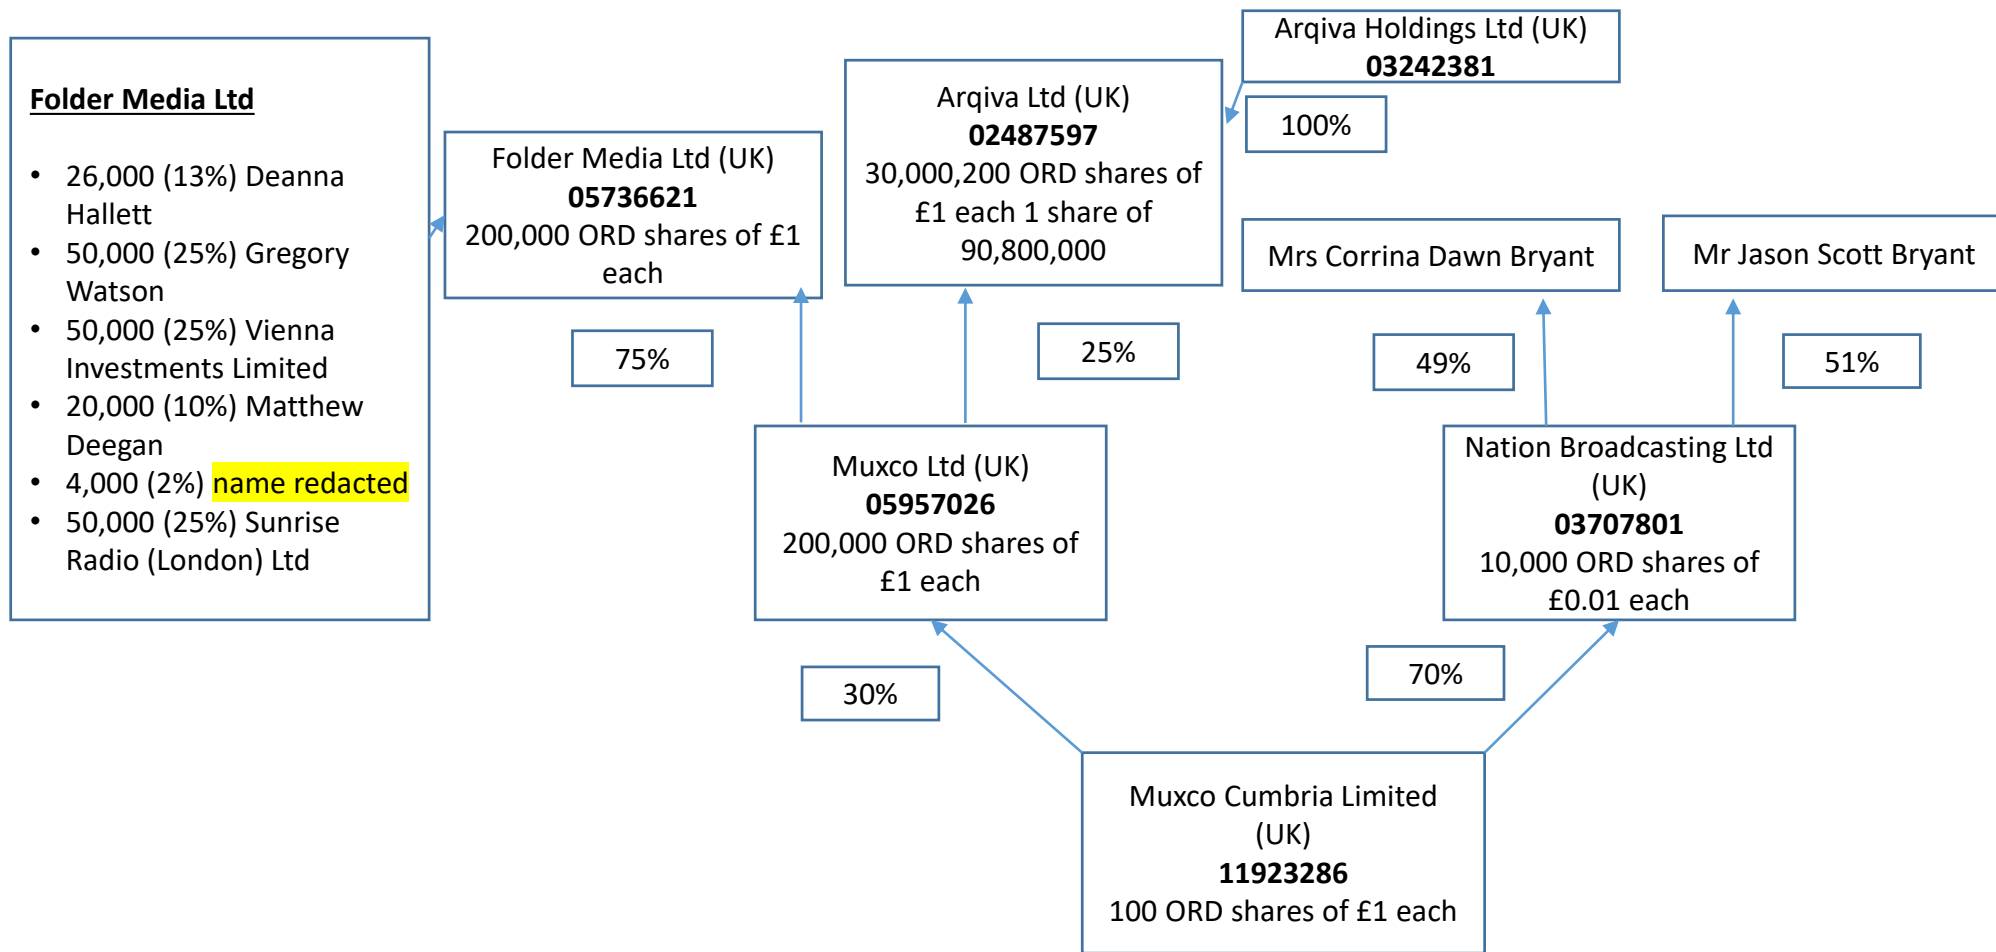 Folder Media Ltd
• 26,000 (13%) Deanna
Hallett
• 50,000 (25%) Gregory
Watson
• 50,000 (25%) Vienna
Investments Limited
• 20,000 (10%) Matthew
Deegan
• 4,000 (2%) name redacted
• 50,000 (25%) Sunrise
Radio (London) Ltd
Folder Media Ltd (UK)
05736621
200,000 ORD shares of £1
each
Arqiva Ltd (UK)
02487597
30,000,200 ORD shares of
£1 each 1 share of
90,800,000
Arqiva Holdings Ltd (UK)
03242381
100%
Mrs Corrina Dawn Bryant
Mr Jason Scott Bryant
75%
25%
49%
51%
Muxco Ltd (UK)
05957026
200,000 ORD shares of
£1 each
Nation Broadcasting Ltd
(UK)
03707801
10,000 ORD shares of
£0.01 each
30%
70%
Muxco Cumbria Limited
(UK)
11923286
100 ORD shares of £1 each